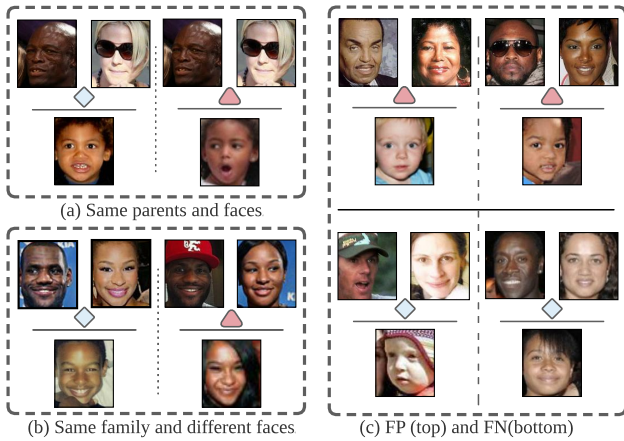 (a) Same parents and faces.
(b) Same family and different faces.
(c) FP (top) and FN(bottom)